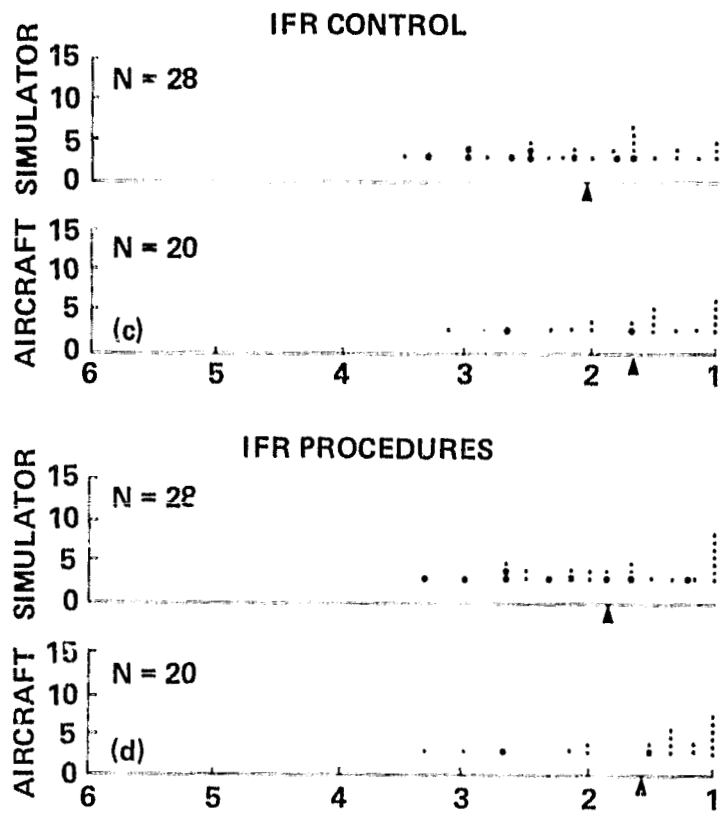 IFR CONTROL
SIMULATOR
15
10
5
0
N = 28
AIRCRAFT
15
10
5
0
N = 20
(c)
6 5 4 3 2 1
IFR PROCEDURES
SIMULATOR
15
10
5
0
N = 28
AIRCRAFT
15
10
5
0
N = 20
(d)
6 5 4 3 2 1